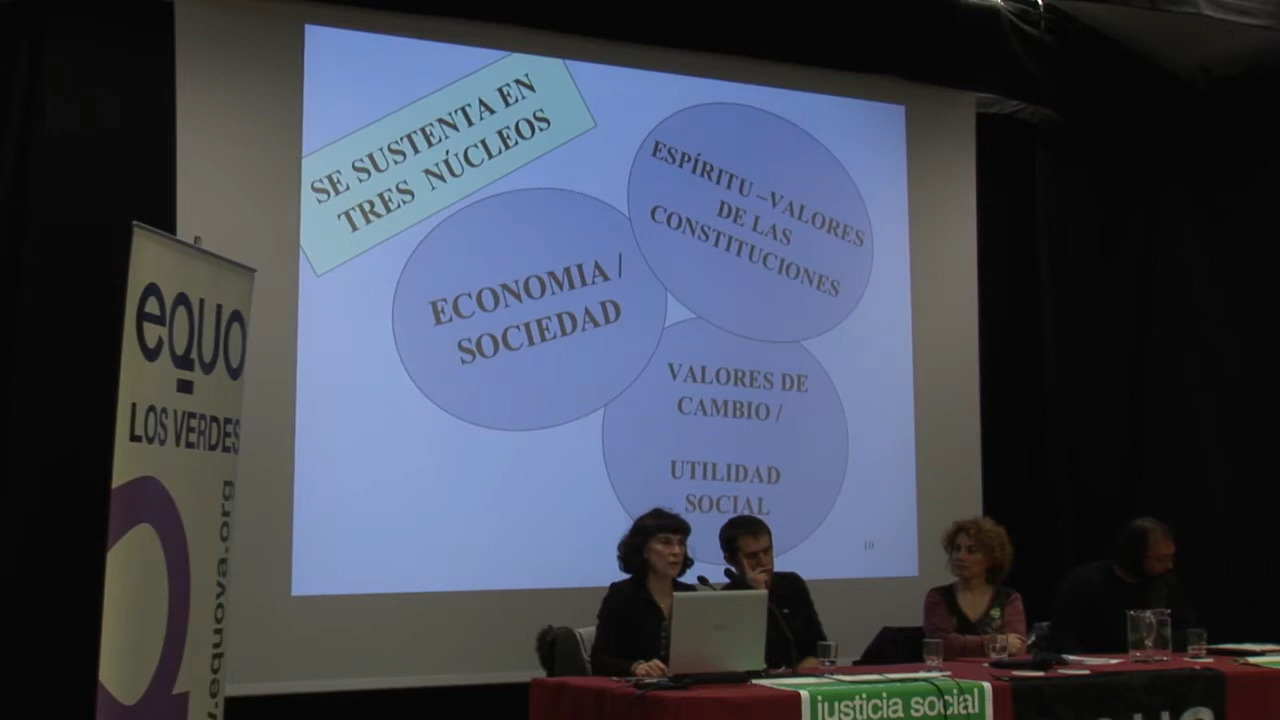 SE SUSTENTA EN
TRES NÚCLEOS
ESPÍRITU –VALORES
DE LAS
CONSTITUCIONES
ECONOMIA /
SOCIEDAD
VALORES DE
CAMBIO /
UTILIDAD
SOCIAL
10
eQUO
LOS VERDES
.equova.org
justicia social